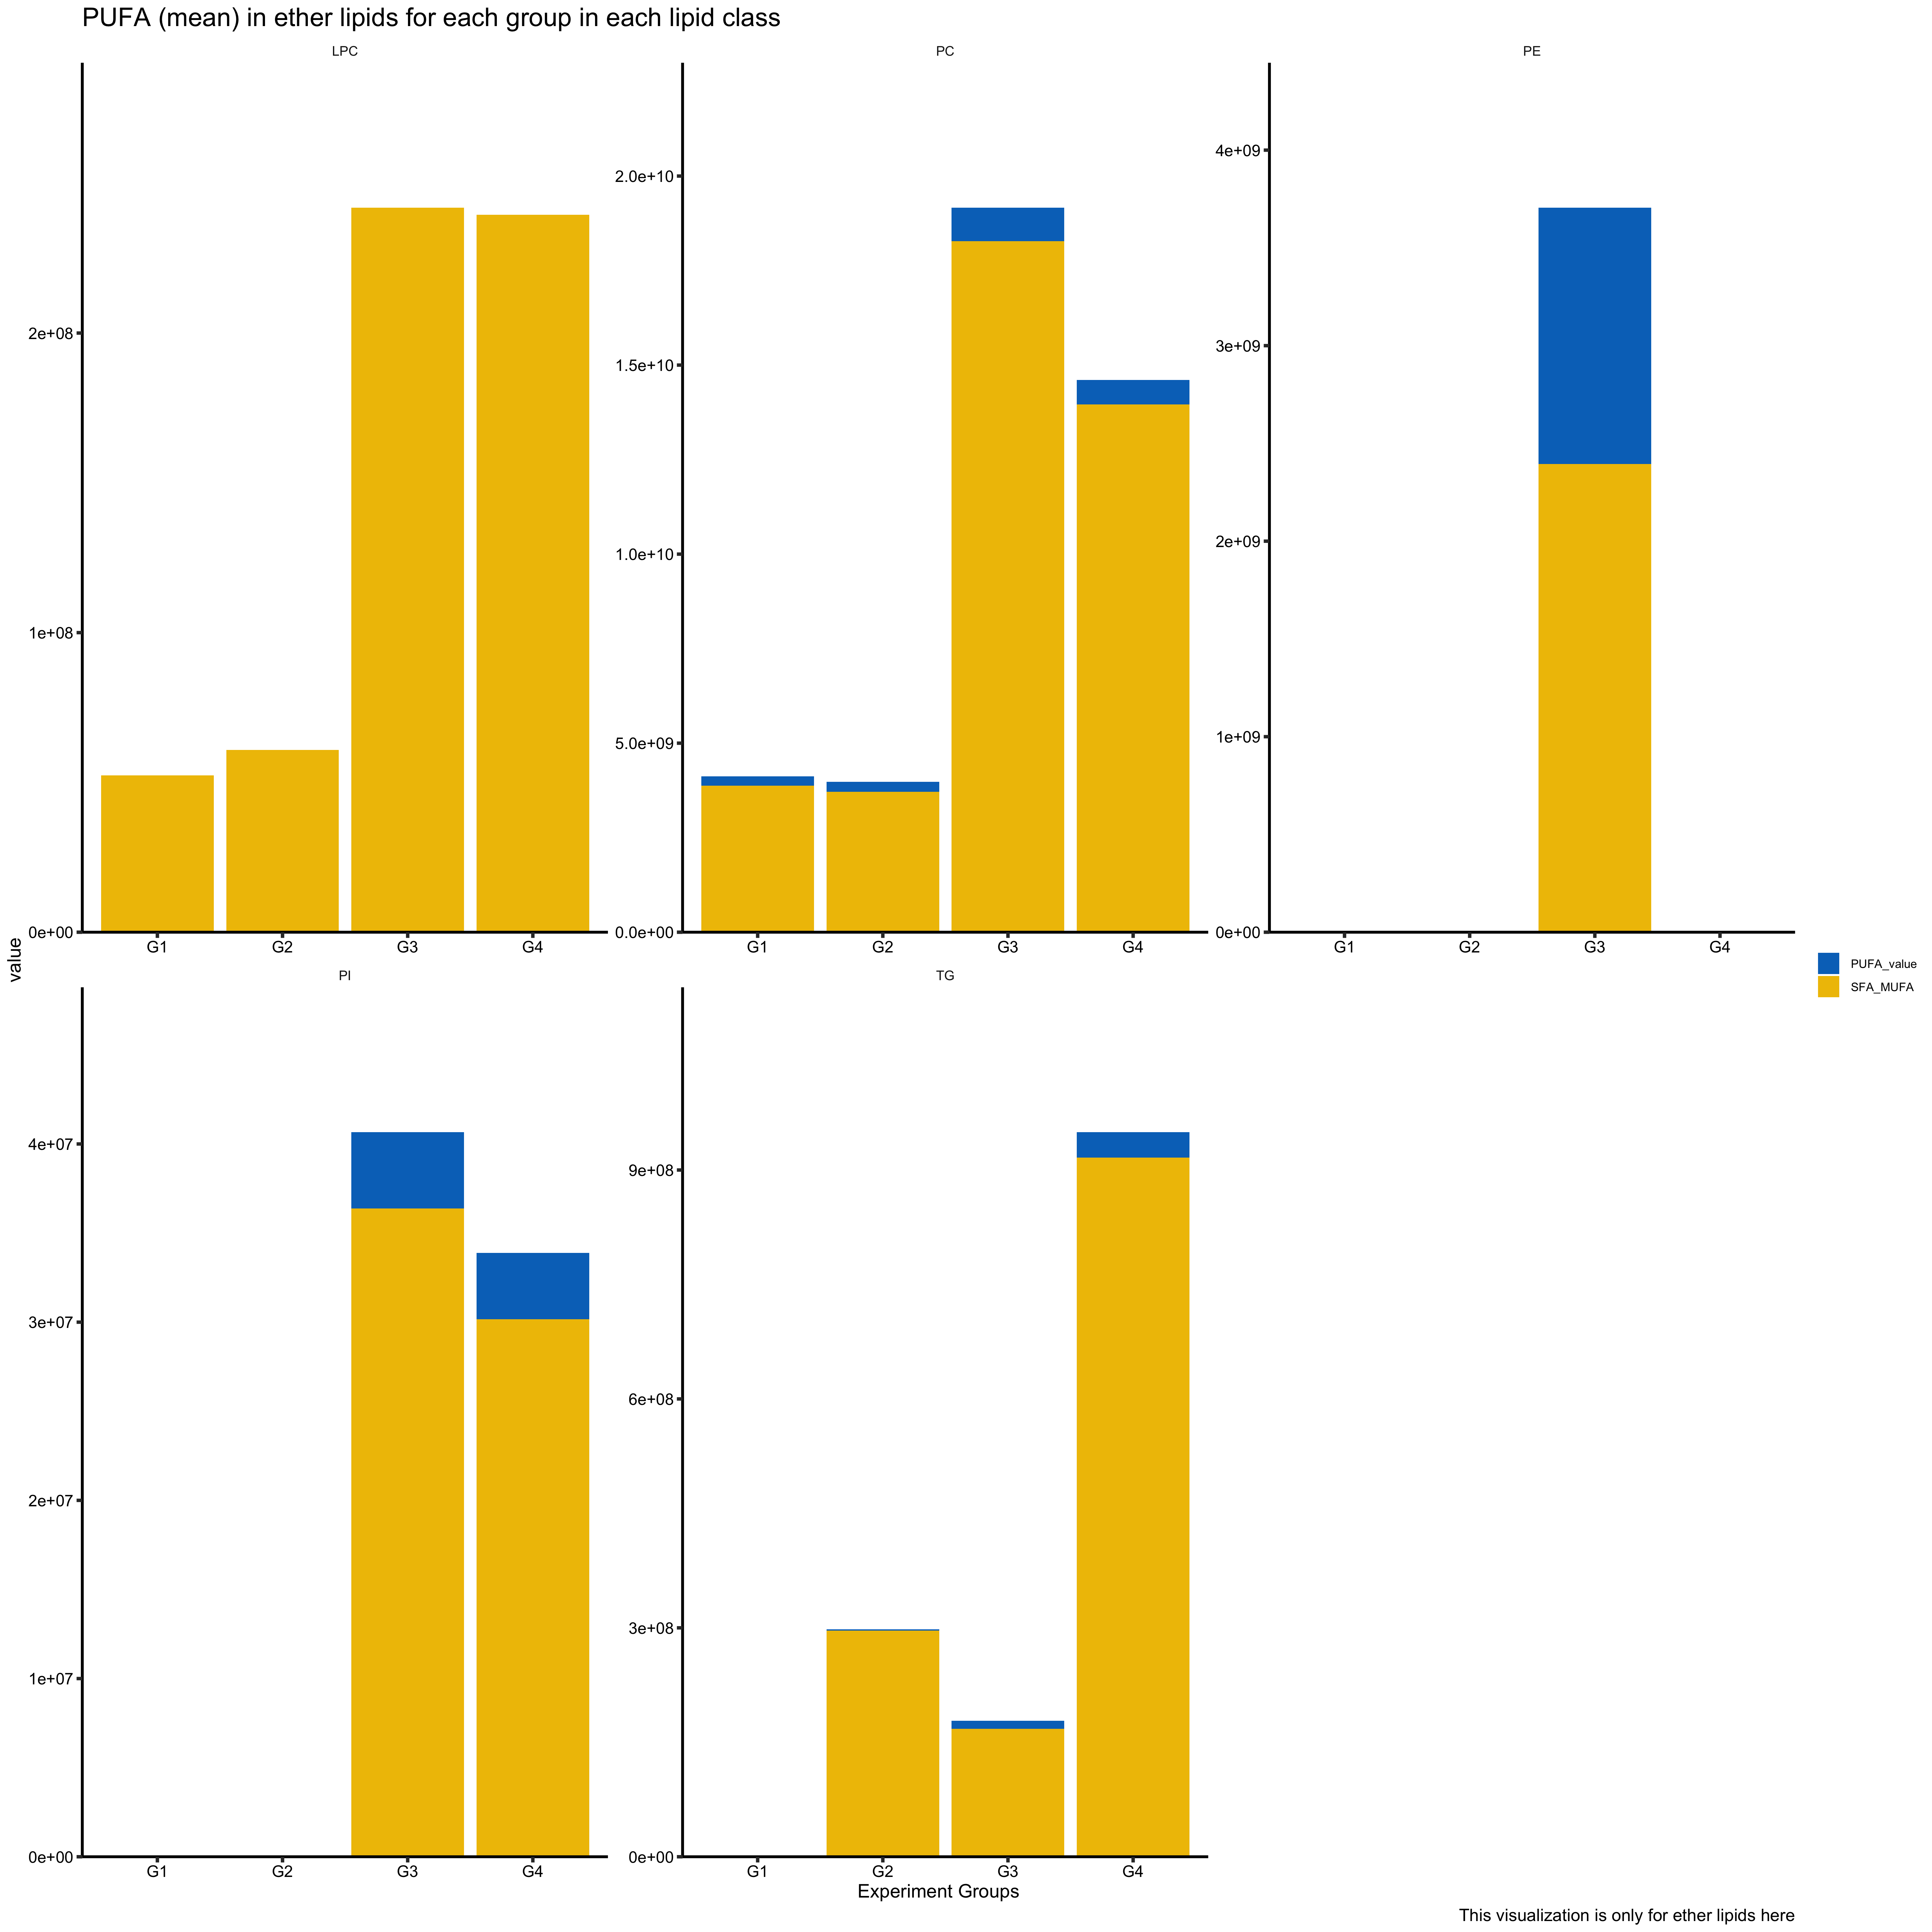 PUFA (mean) in ether lipids for each group in each lipid class
LPC
PC
PE
2e+08
1e+08
0e+00
G1 G2 G3 G4
2.0e+10
1.5e+10
1.0e+10
5.0e+09
0.0e+00
G1 G2 G3 G4
4e+09
3e+09
2e+09
1e+09
0e+00
G1 G2 G3 G4
value
PUFA_value
SFA_MUFA
PI
TG
4e+07
3e+07
2e+07
1e+07
0e+00
G1 G2 G3 G4
9e+08
6e+08
3e+08
0e+00
G1 G2 G3 G4
Experiment Groups
This visualization is only for ether lipids here